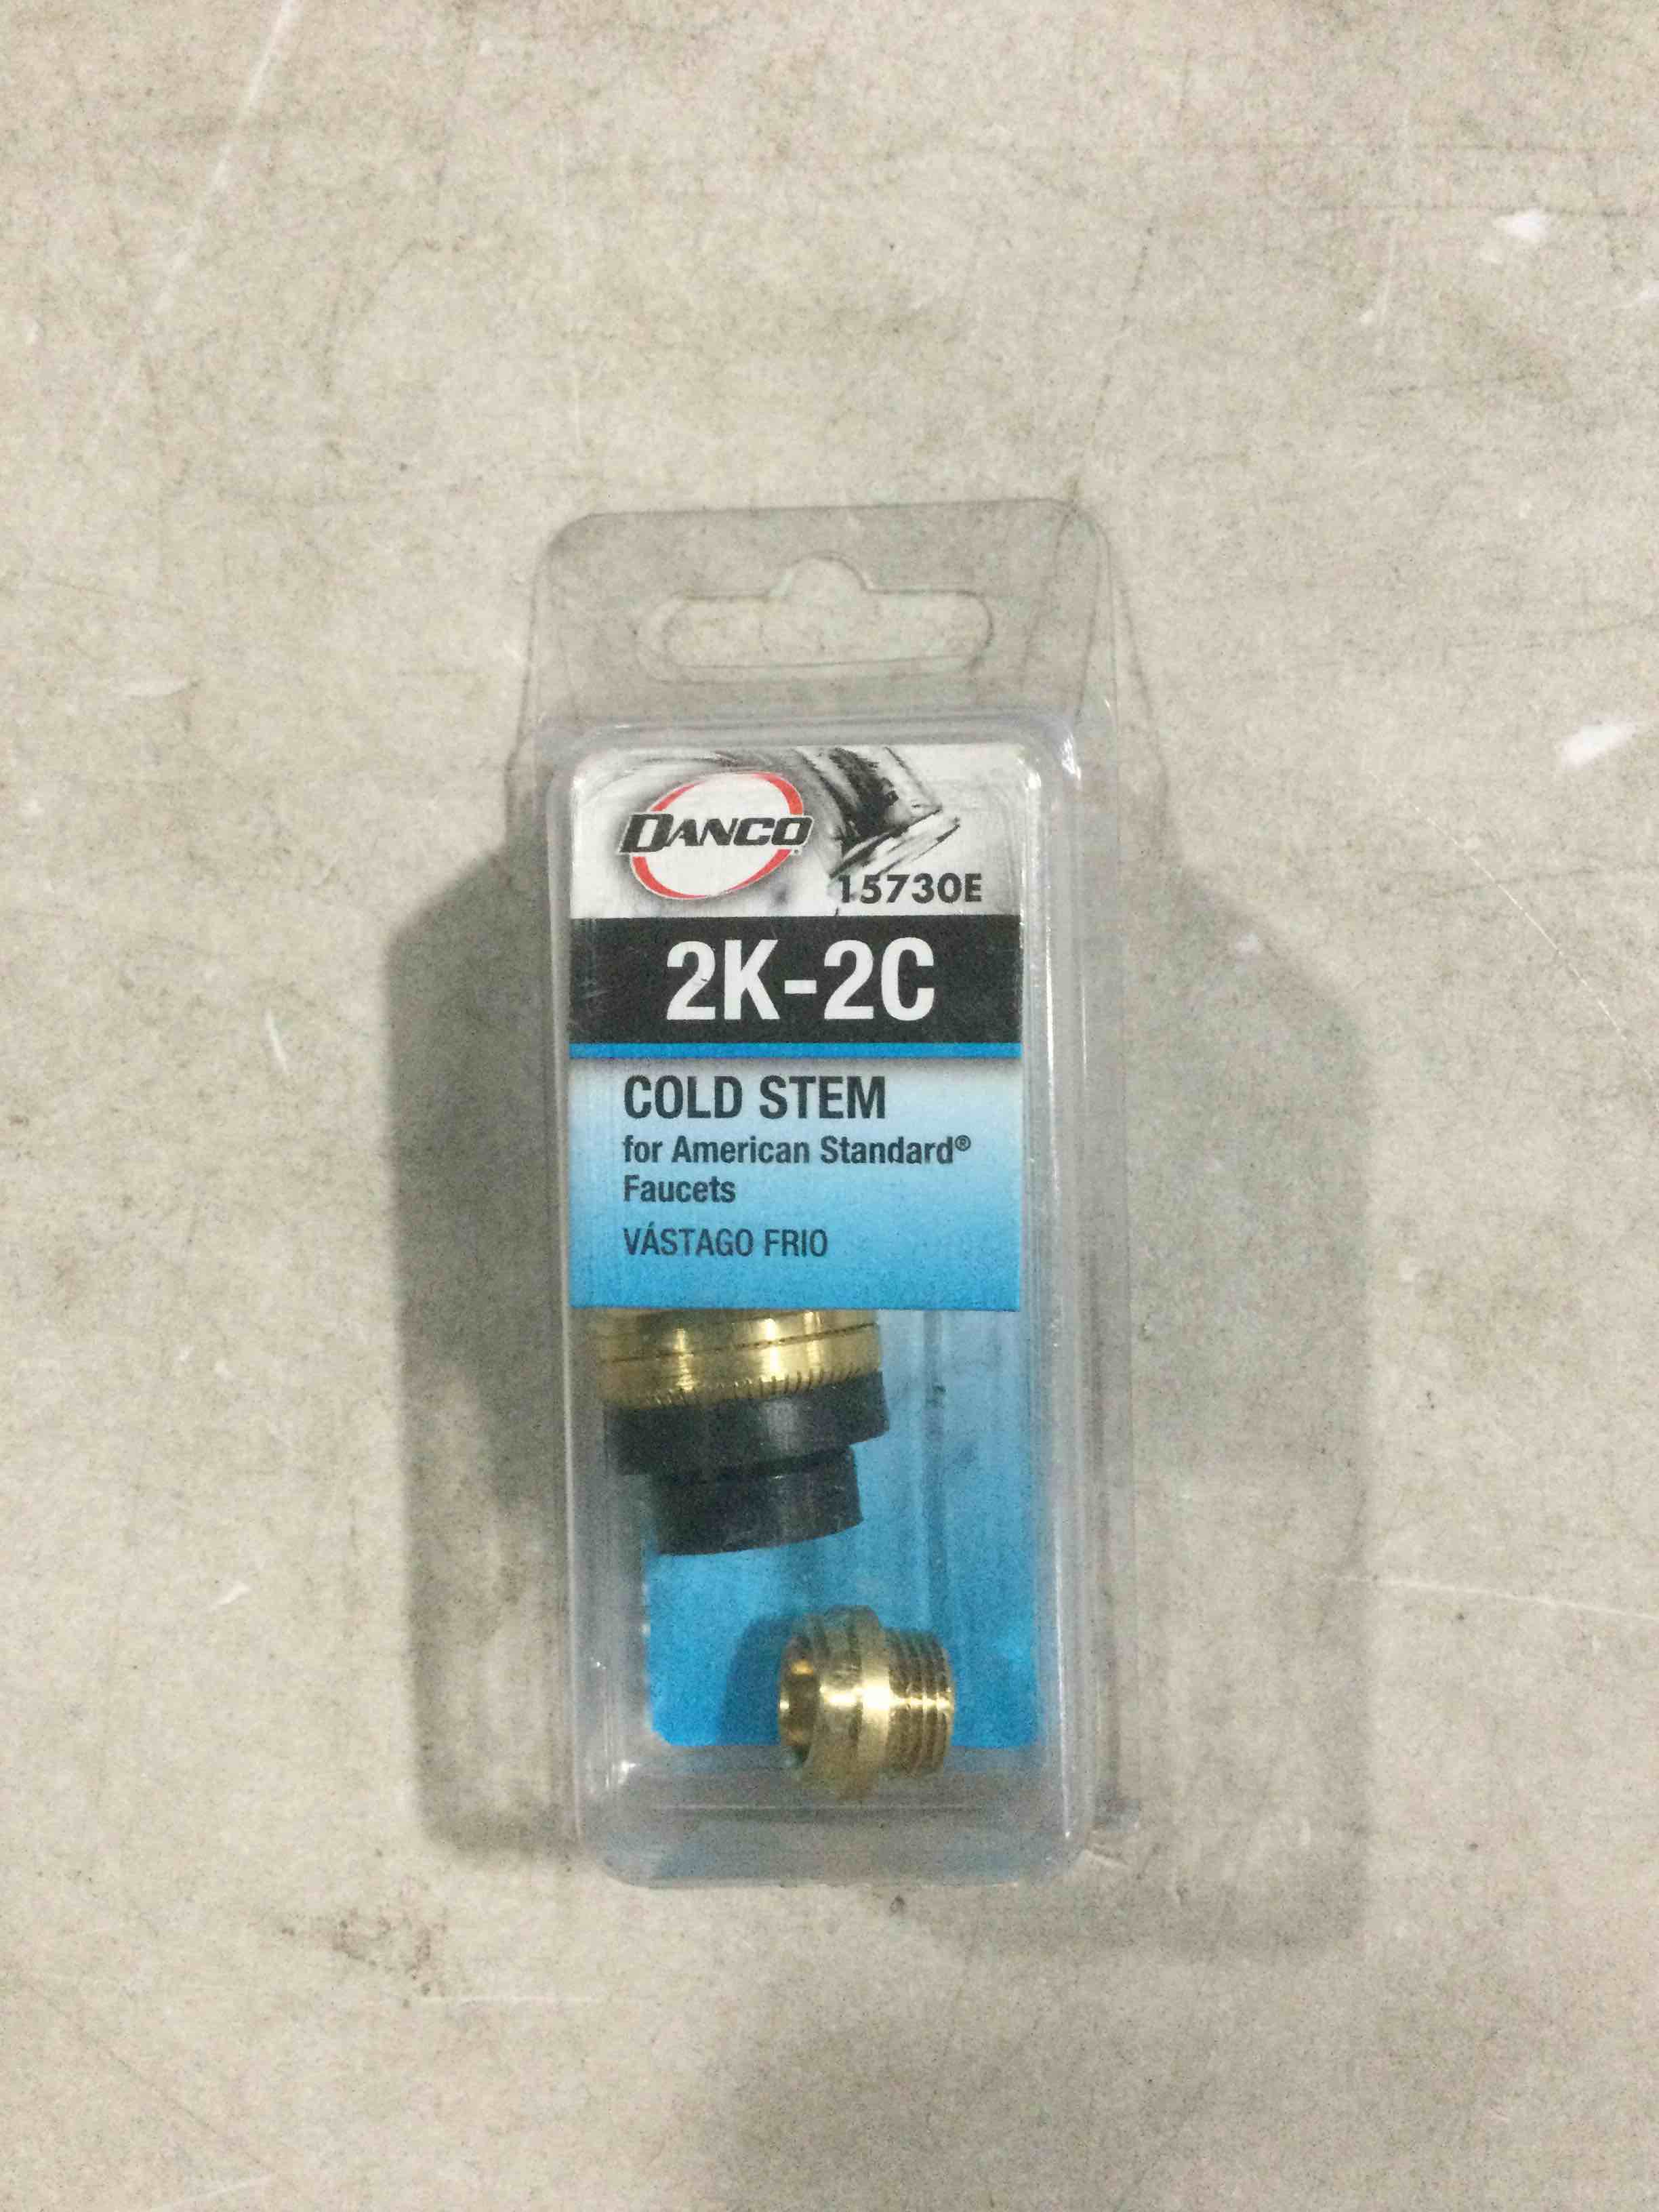 DANCO
15730E
2K-2C
COLD STEM
for American Standard®
Faucets
VÁSTAGO FRIO